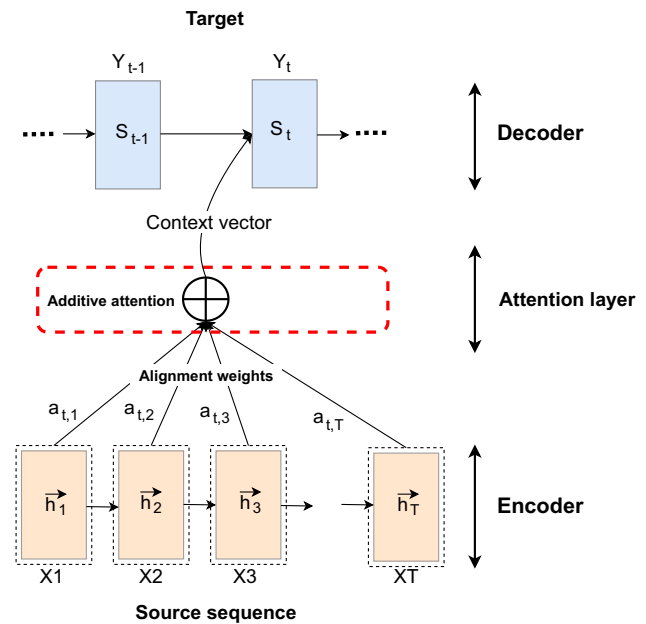 Target
Y t-1
Y t
S t-1
S t
Decoder
Context vector
Additive attention
Attention layer
Alignment weights
a t,1
a t,2
a t,3
a t,T
h 1
h 2
h 3
h T
Encoder
X1
X2
X3
XT
Source sequence